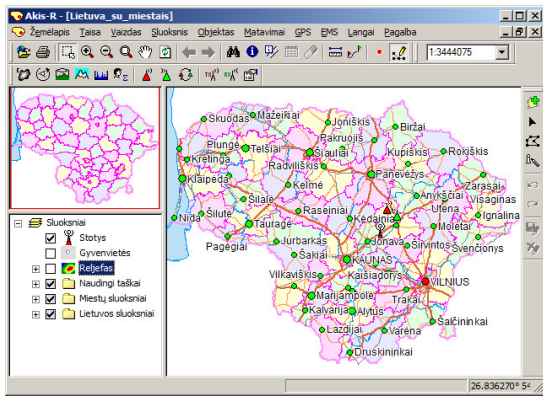 Akis-R - [Lietuva_su_miestais]
Žemėlapis Taisa Vaizdas Sluoksnis Objektas Matavimai GPS EMS Langai Pagalba
1:3444075
Skuodas Mažeikiai Joniškis Biržai
Plungė Telšiai Šiauliai Pakruojis Kupiškis Rokiškis
Kretinga Radviliškis Panevėžys
Klaipėda Kelmė Anykščiai Zarasai
Šilalė Utena Visaginas
Nida Šilutė Raseiniai Kėdainiai Ignalina
Tauragė Moletai
Pagėgiai Jurbarkas Jonava Širvintos Švenčionys
Šakiai KAUNAS
Vilkaviškis Kaišiadorys VILNIUS
Marijampolė Trakai
Kalvarija Alytus Šalčininkai
Lazdijai Varėna
Druskininkai
Sluoksniai
Stotys
Gyvenvietės
Reljefas
Naudingi taškai
Miestų sluoksniai
Lietuvos sluoksniai
26.836270° 54